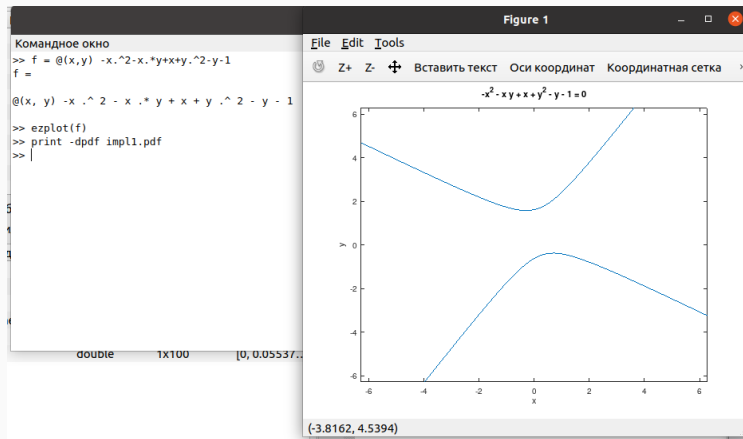 Командное окно
>> f = @(x,y) -x.^2-x.*y+x+y.^2-y-1
f =
@(x, y) -x .^ 2 - x .* y + x + y .^ 2 - y - 1
>> ezplot(f)
>> print -dpdf impl1.pdf
>>
double 1x100 [0, 0.05537..
Figure 1
File Edit Tools
Z+ Z- Вставить текст Оси координат Координатная сетка
-x² - x y + x + y² - y - 1 = 0
6
4
2
y 0
-2
-4
-6
-6 -4 -2 0 2 4 6
x
(-3.8162, 4.5394)